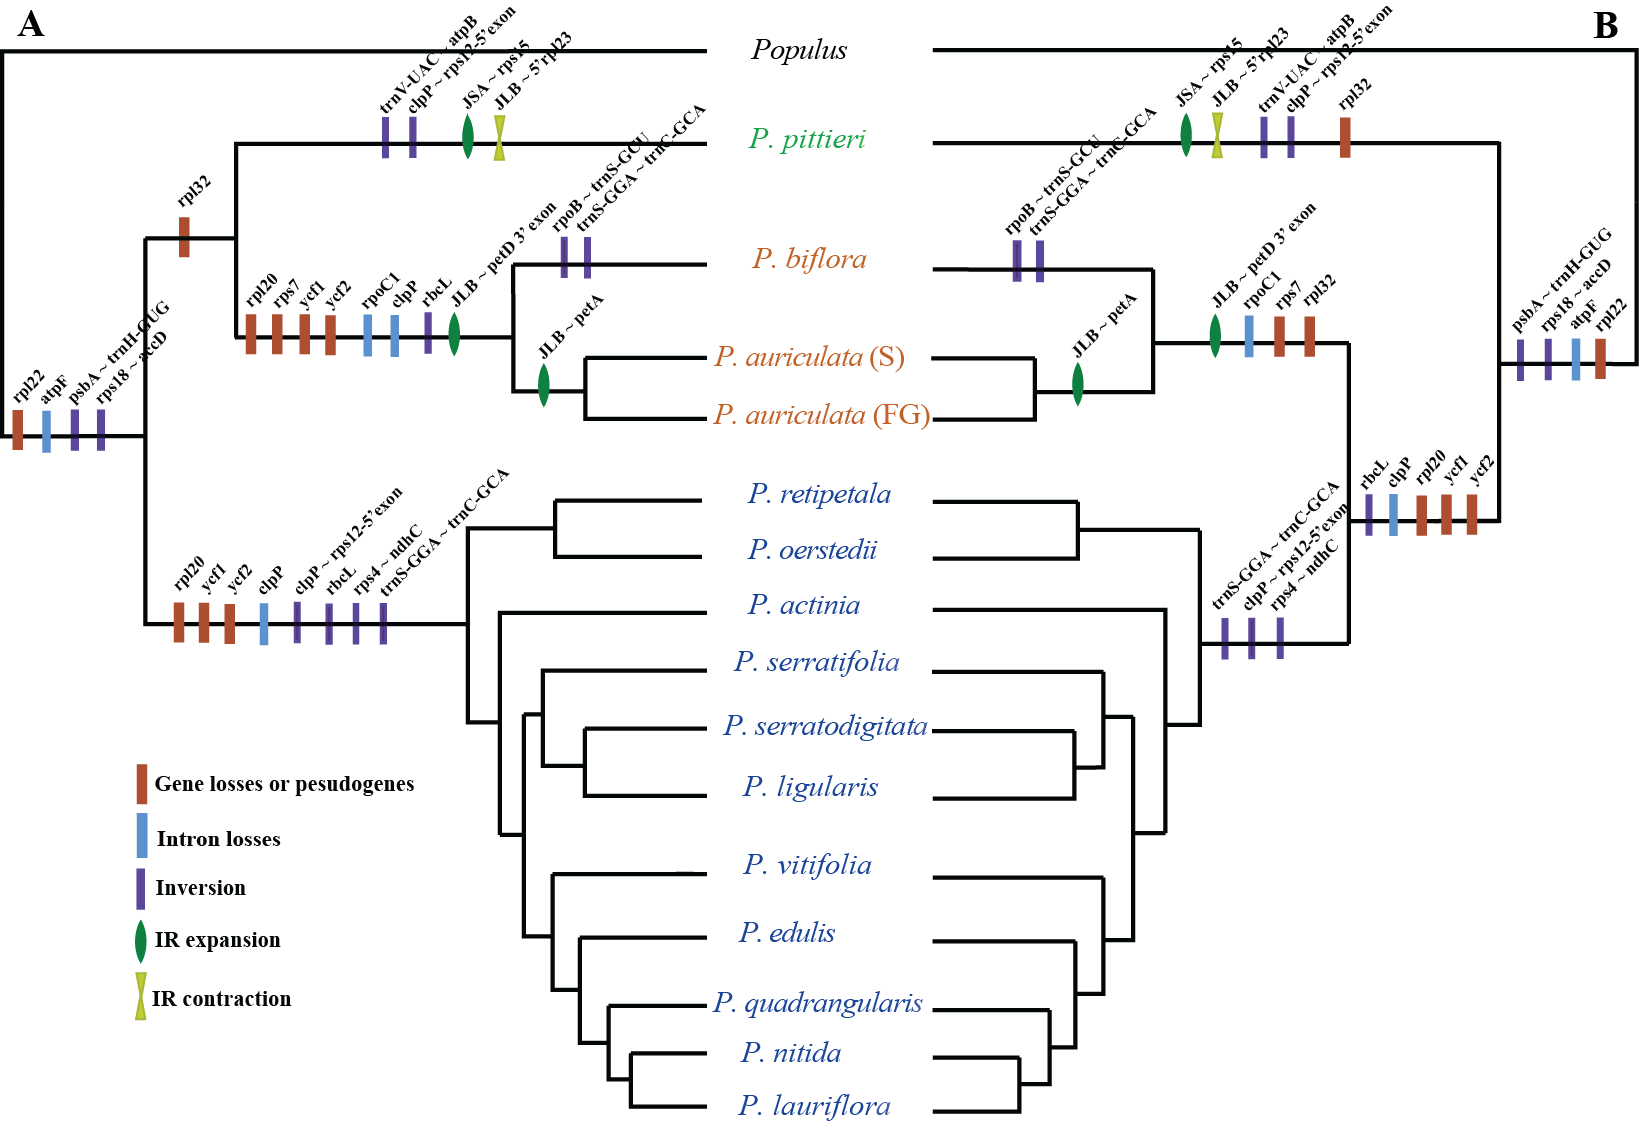 A
B
Populus
trnV-UAC ~ atpB
clpP ~ rps12-5’exon
JSA ~ rps15
JLB ~ 5’rpl23
JSA ~ rps15
JLB ~ 5’rpl23
trnV-UAC ~ atpB
clpP ~ rps12-5’exon
rpl32
P. pittieri
rpl32
rpoB ~ trnS-GCU
trnS-GGA ~ trnC-GCA
rpoB ~ trnS-GCU
trnS-GGA ~ trnC-GCA
P. biflora
rpl20
rps7
ycf1
ycf2
rpoC1
clpP
rbcL
JLB ~ petD 3’ exon
JLB ~ petD 3’ exon
rpoC1
rps7
rpl32
JLB ~ petA
JLB ~ petA
psbA ~ trnH-GUG
rps18 ~ accD
atpF
rpl22
P. auriculata (S)
rpl22
atpF
psbA ~ trnH-GUG
rps18 ~ accD
P. auriculata (FG)
P. retipetala
rbcL
clpP
rpl20
ycf1
ycf2
P. oerstedii
rpl20
ycf1
ycf2
clpP
clpP ~ rps12-5’exon
rbcL
rps4 ~ ndhC
trnS-GGA ~ trnC-GCA
P. actinia
trnS-GGA ~ trnC-GCA
clpP ~ rps12-5’exon
rps4 ~ ndhC
P. serratifolia
P. serratodigitata
P. ligularis
P. vitifolia
P. edulis
P. quadrangularis
P. nitida
P. lauriflora
Gene losses or pesudogenes
Intron losses
Inversion
IR expansion
IR contraction